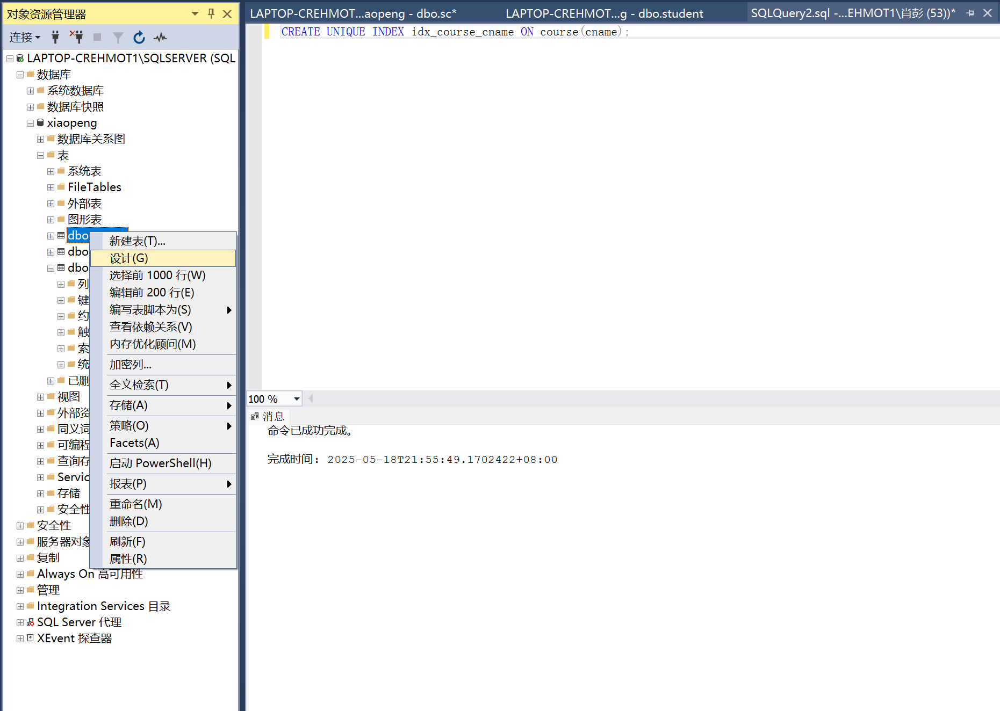 对象资源管理器
连接
LAPTOP-CREHMOT1\SQLSERVER (SQL
数据库
系统数据库
数据库快照
xiaopeng
数据库关系图
表
系统表
FileTables
外部表
图形表
dbo
dbo
dbo
列
键
约
触
索
统
已删
视图
外部资
同义词
可编程
查询存
Servic
存储
安全性
安全性
服务器对象
复制
Always On 高可用性
管理
Integration Services 目录
SQL Server 代理
XEvent 探查器
新建表(T)...
设计(G)
选择前 1000 行(W)
编辑前 200 行(E)
编写表脚本为(S)
查看依赖关系(V)
内存优化顾问(M)
加密列...
全文检索(T)
存储(A)
策略(O)
Facets(A)
启动 PowerShell(H)
报表(P)
重命名(M)
删除(D)
刷新(F)
属性(R)
LAPTOP-CREHMOT...aopeng - dbo.sc*
LAPTOP-CREHMOT...g - dbo.student
SQLQuery2.sql -...EHMOT1\肖彭 (53))*
CREATE UNIQUE INDEX idx_course_cname ON course(cname);
100 %
消息
命令已成功完成。
完成时间: 2025-05-18T21:55:49.1702422+08:00